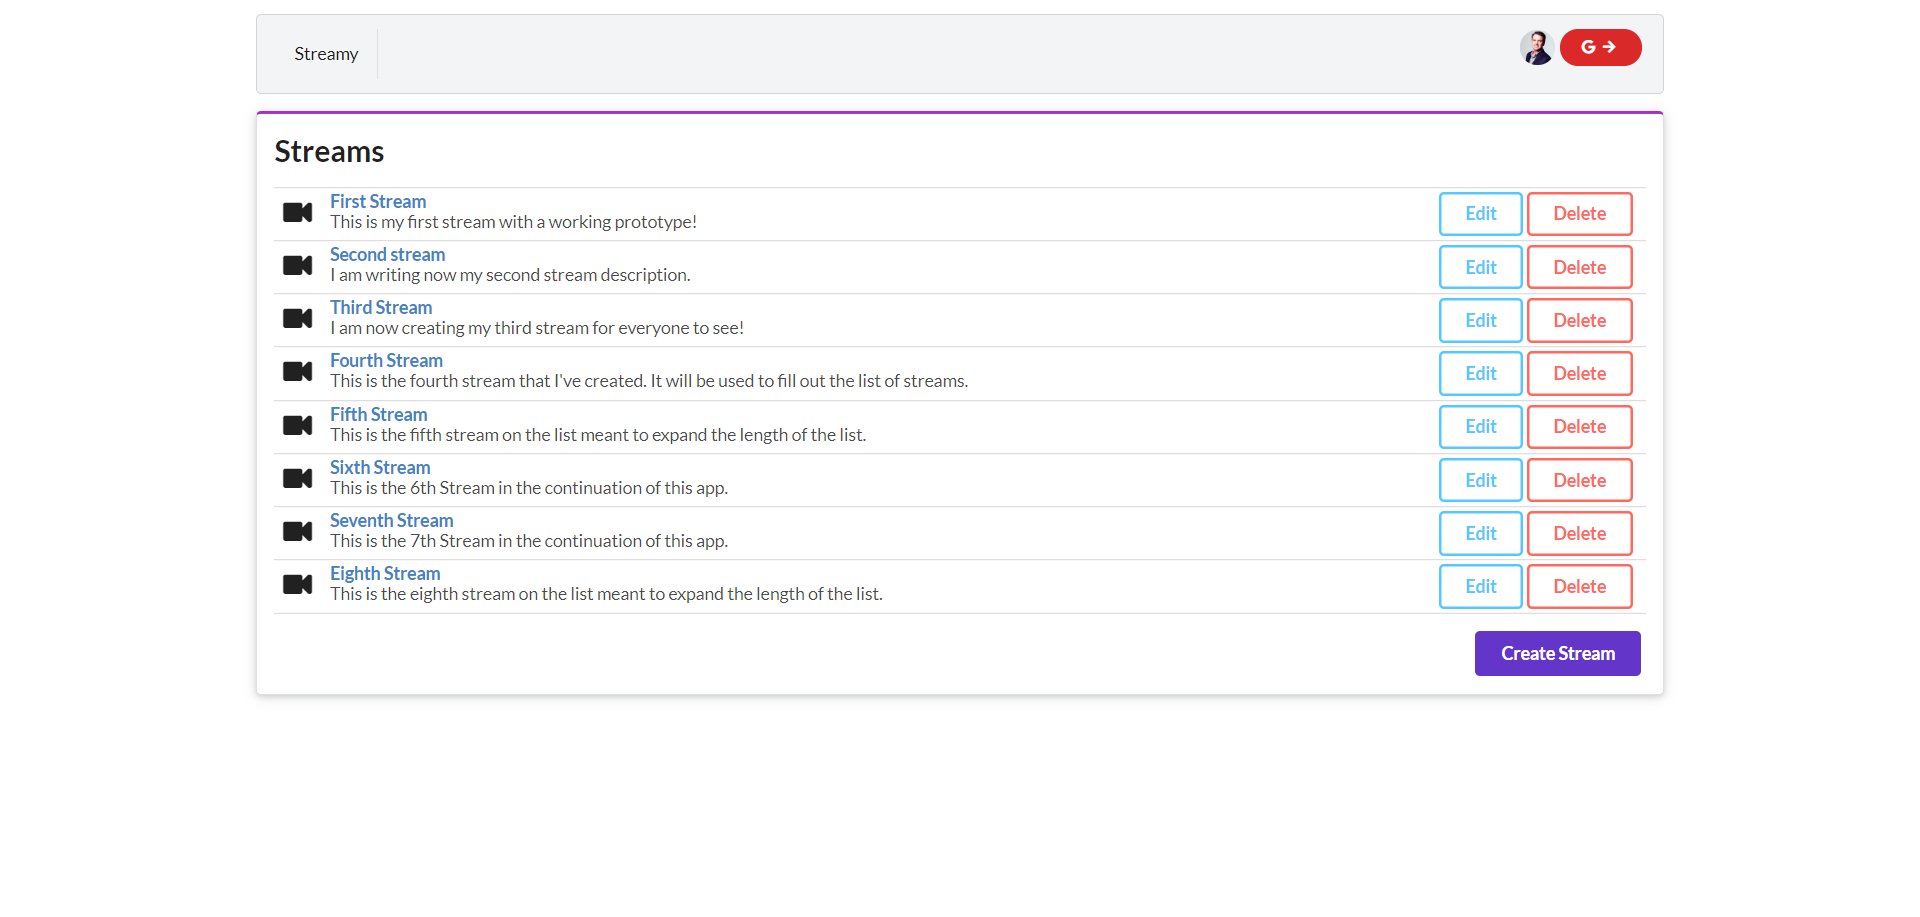 Streamy
G
Streams
First Stream
This is my first stream with a working prototype!
Edit Delete
Second stream
I am writing now my second stream description.
Edit Delete
Third Stream
I am now creating my third stream for everyone to see!
Edit Delete
Fourth Stream
This is the fourth stream that I've created. It will be used to fill out the list of streams.
Edit Delete
Fifth Stream
This is the fifth stream on the list meant to expand the length of the list.
Edit Delete
Sixth Stream
This is the 6th Stream in the continuation of this app.
Edit Delete
Seventh Stream
This is the 7th Stream in the continuation of this app.
Edit Delete
Eighth Stream
This is the eighth stream on the list meant to expand the length of the list.
Edit Delete
Create Stream